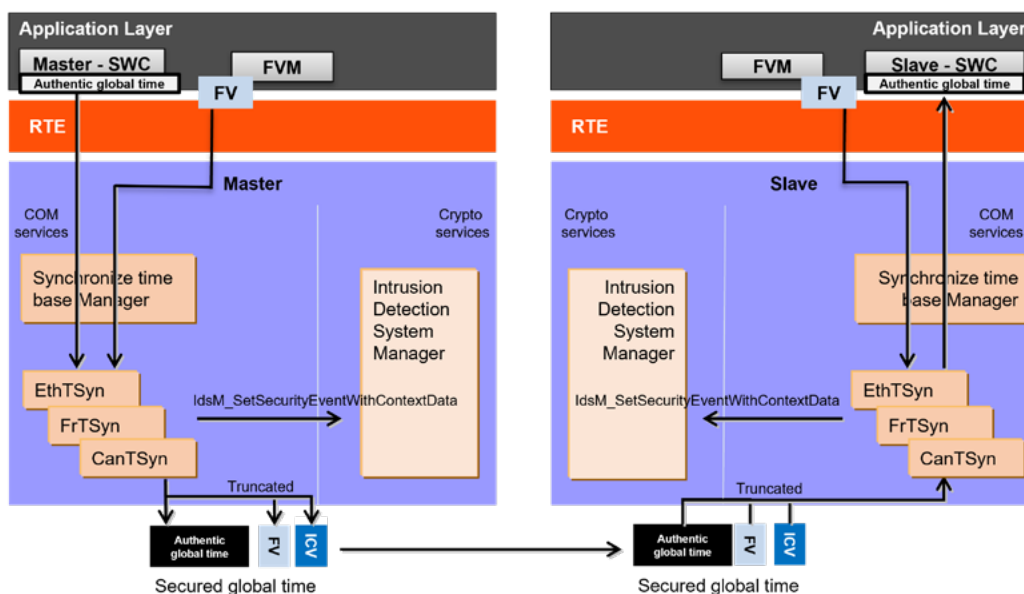 Application Layer
Master - SWC
Authentic global time
FVM
FV
RTE
Master
COM
services
Crypto
services
Synchronize time
base Manager
Intrusion
Detection
System
Manager
EthTSyn
FrTSyn
CanTSyn
IdsM_SetSecurityEventWithContextData
Truncated
Authentic
global time
FV
ICV
Secured global time
Application Layer
FVM
Slave - SWC
Authentic global time
FV
RTE
Slave
Crypto
services
COM
services
Intrusion
Detection
System
Manager
Synchronize time
base Manager
IdsM_SetSecurityEventWithContextData
EthTSyn
FrTSyn
CanTSyn
Truncated
Authentic
global time
FV
ICV
Secured global time